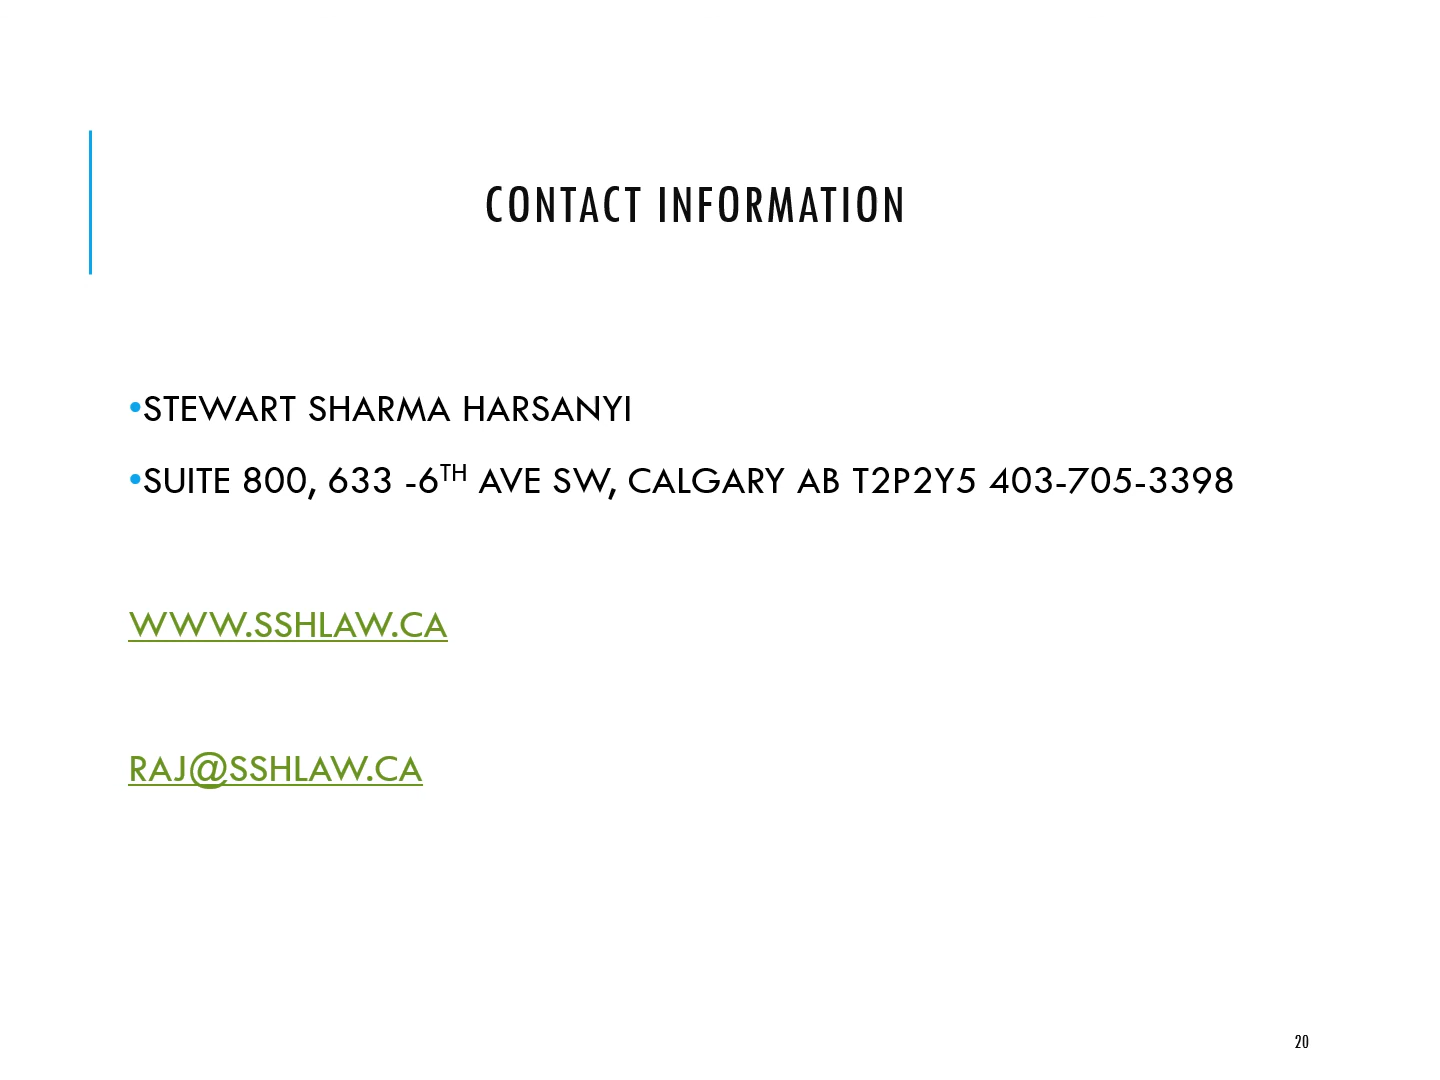 CONTACT INFORMATION
•STEWART SHARMA HARSANYI
•SUITE 800, 633 -6TH AVE SW, CALGARY AB T2P2Y5 403-705-3398
WWW.SSHLAW.CA
RAJ@SSHLAW.CA
20